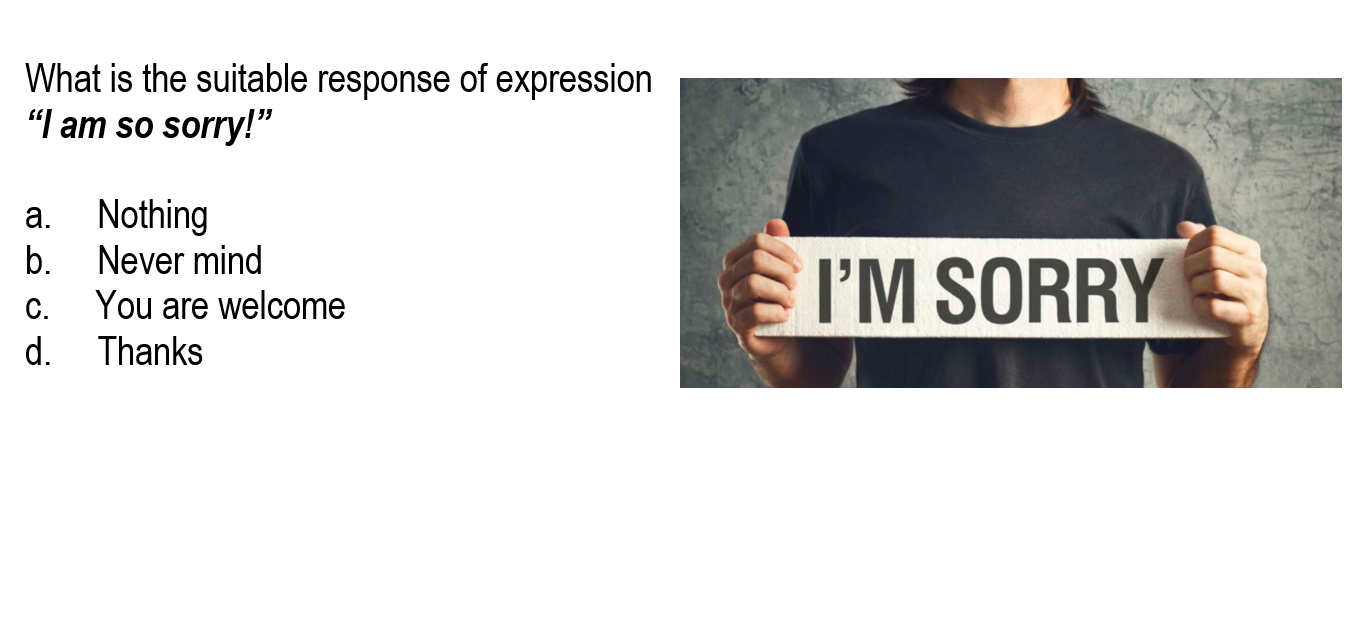 What is the suitable response of expression
“I am so sorry!”
a. Nothing
b. Never mind
c. You are welcome
d. Thanks
I’M SORRY